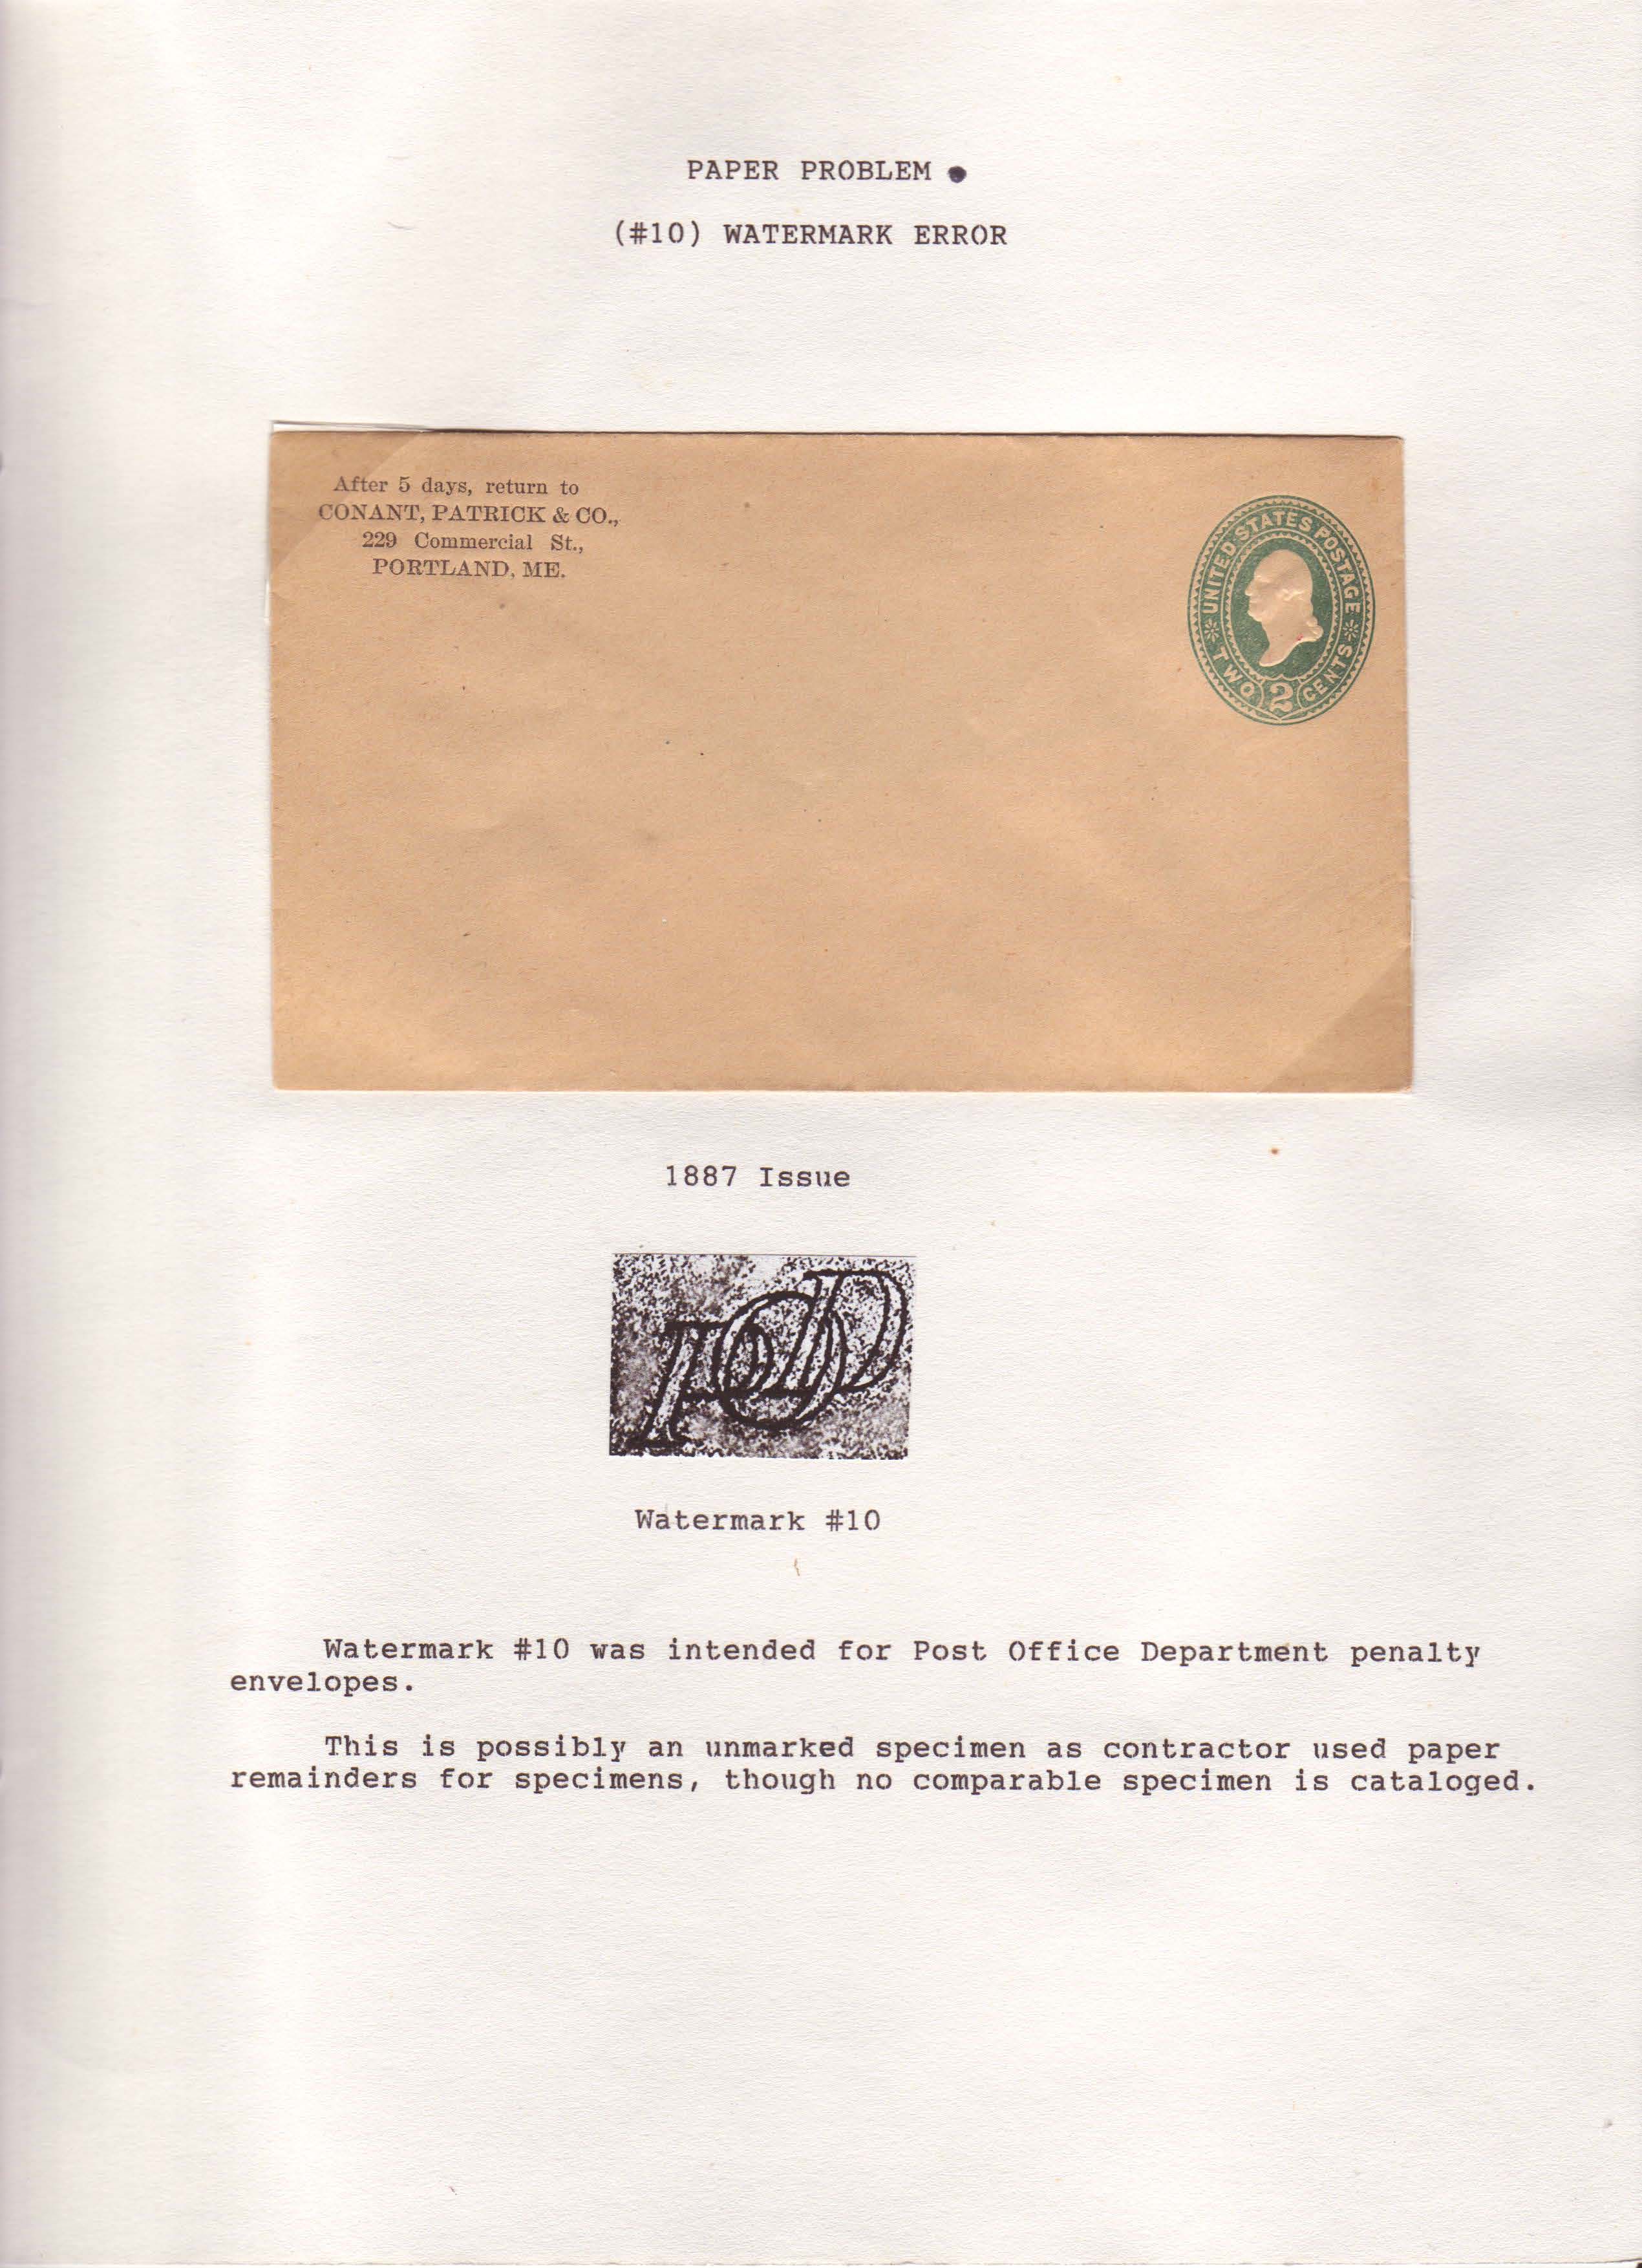 PAPER PROBLEM
(#10) WATERMARK ERROR
After 5 days, return to
CONANT, PATRICK & CO.,
229 Commercial St.,
PORTLAND, ME.
UNITED STATES POSTAGE
TWO 2 CENTS
1887 Issue
POD
Watermark #10
Watermark #10 was intended for Post Office Department penalty
envelopes.
This is possibly an unmarked specimen as contractor used paper
remainders for specimens, though no comparable specimen is cataloged.